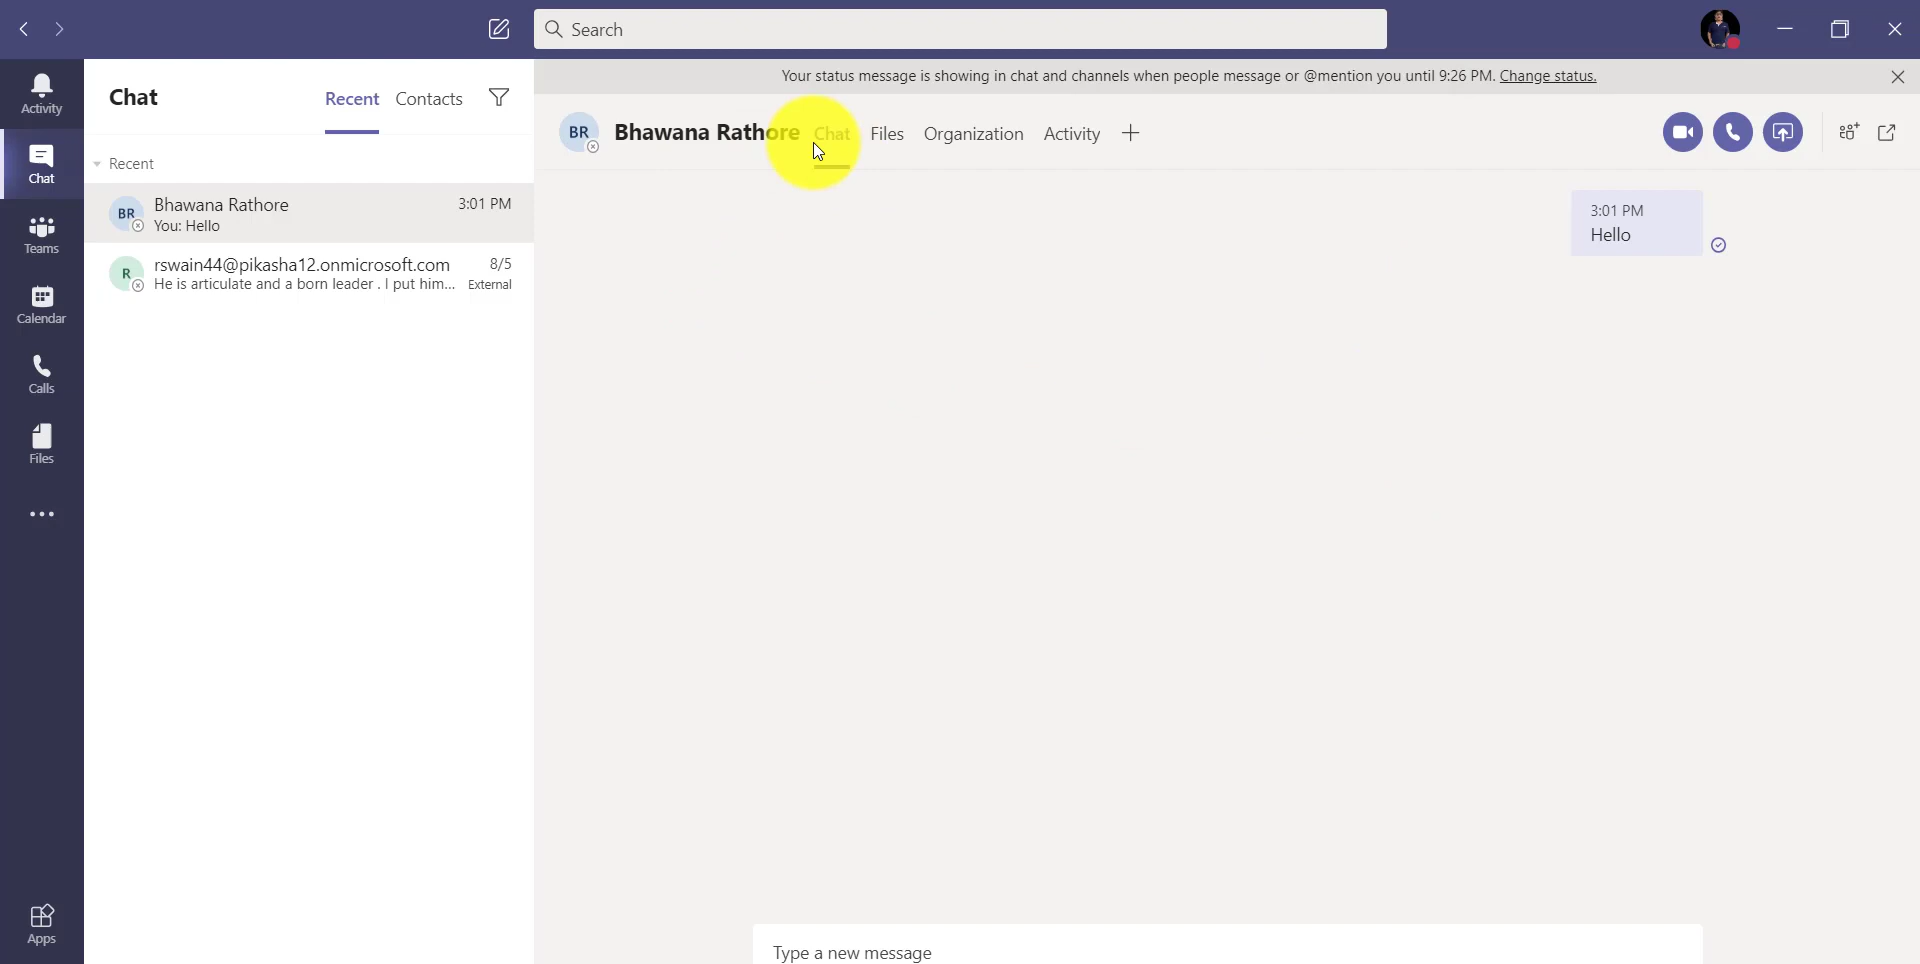 Search
Your status message is showing in chat and channels when people message or @mention you until 9:26 PM. Change status.
Activity
Chat
Teams
Calendar
Calls
Files
Apps
Chat Recent Contacts
Recent
BR Bhawana Rathore 3:01 PM
You: Hello
R rswain44@pikasha12.onmicrosoft.com 8/5
He is articulate and a born leader . I put him... External
BR Bhawana Rathore Chat Files Organization Activity
3:01 PM
Hello
Type a new message